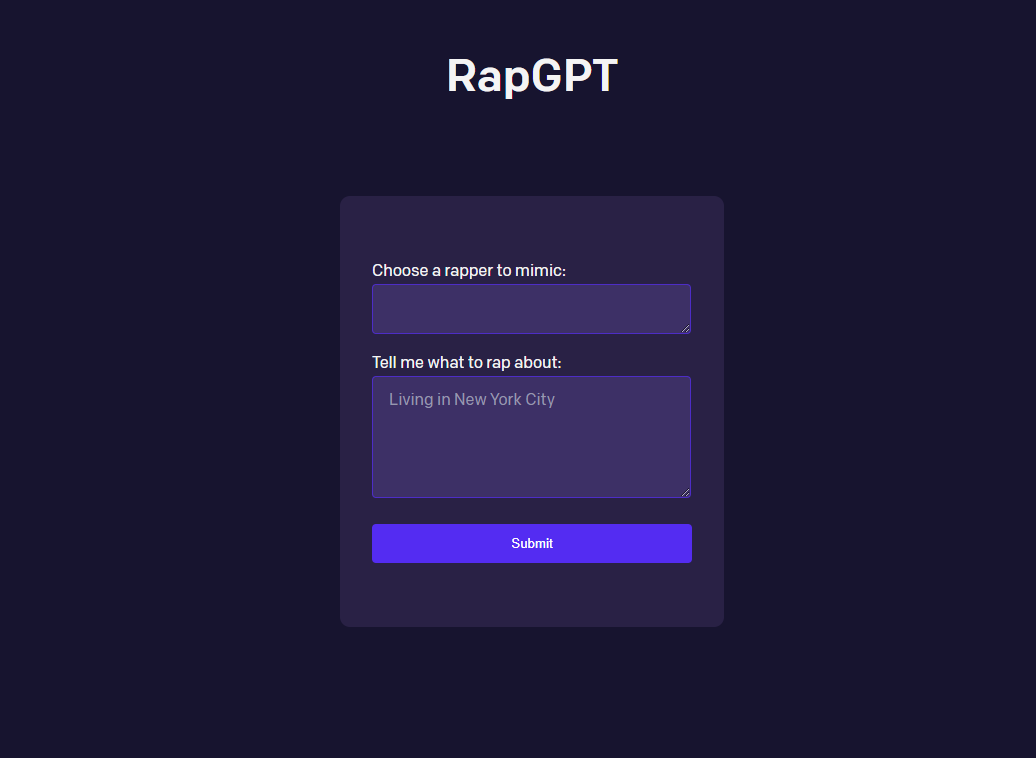 RapGPT
Choose a rapper to mimic:
Tell me what to rap about:
Living in New York City
Submit